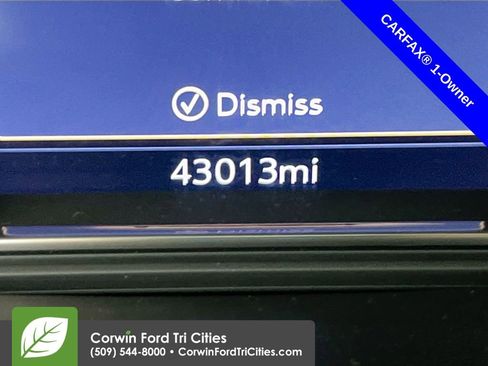 CARFAX® 1-Owner
Dismiss
43013mi
Corwin Ford Tri Cities
(509) 544-8000 • CorwinFordTriCities.com